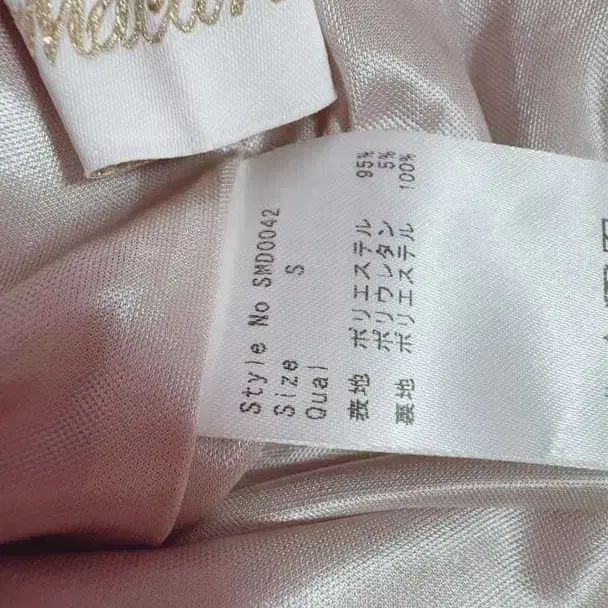 Style No SMD0042
Size S
Qual
表地 ポリエステル 95%
ポリウレタン 5%
裏地 ポリエステル 100%